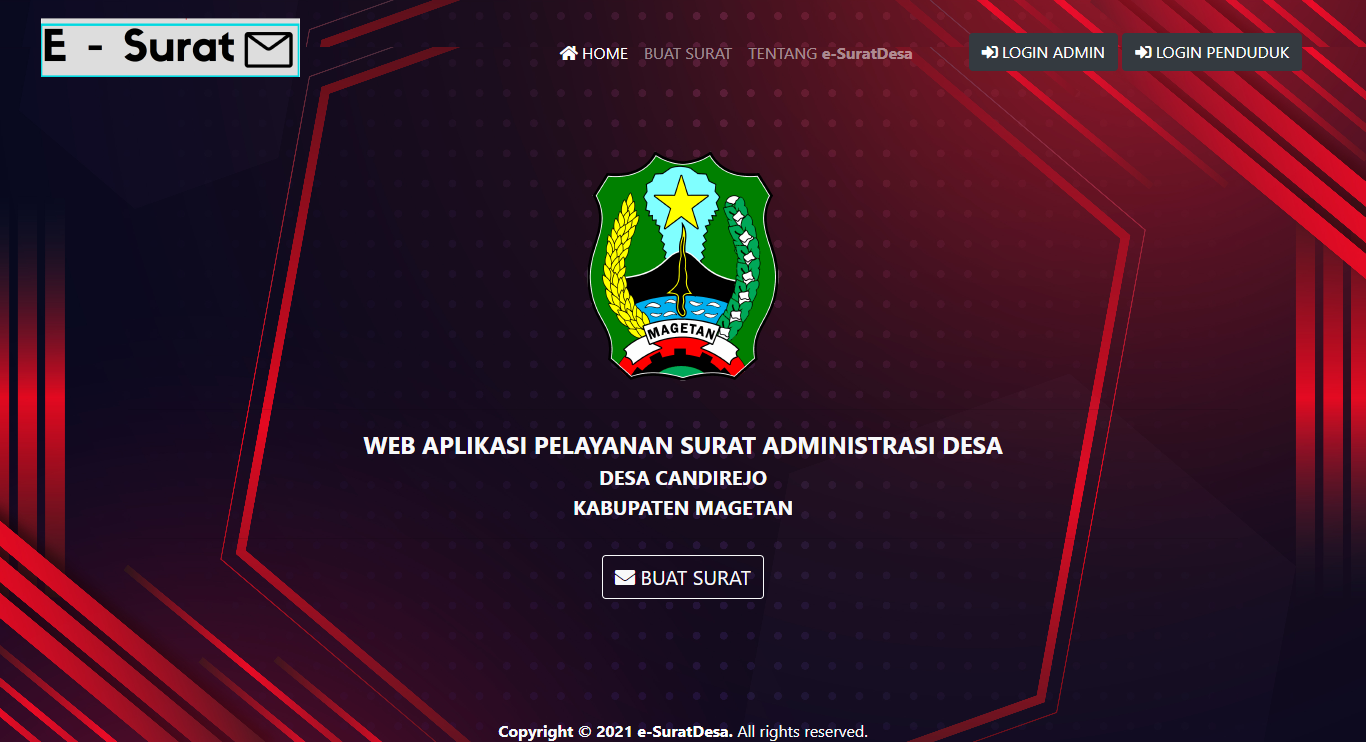 E - Surat
HOME BUAT SURAT TENTANG e-SuratDesa LOGIN ADMIN LOGIN PENDUDUK
MAGETAN
WEB APLIKASI PELAYANAN SURAT ADMINISTRASI DESA
DESA CANDIREJO
KABUPATEN MAGETAN
BUAT SURAT
Copyright © 2021 e-SuratDesa. All rights reserved.